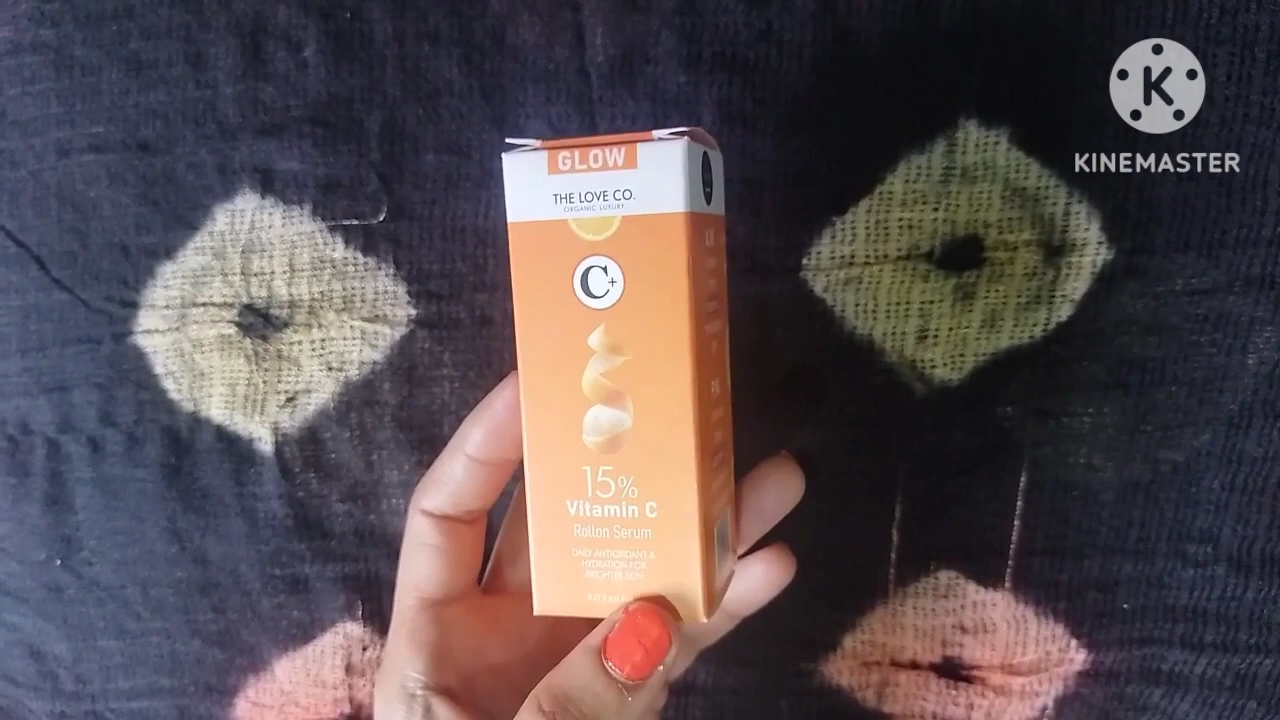 GLOW
THE LOVE CO.
ORGANIC LUXURY
C+
15%
Vitamin C
Rollon Serum
DAILY ANTIOXIDANT &
HYDRATION FOR
BRIGHTER SKIN
K
KINEMASTER